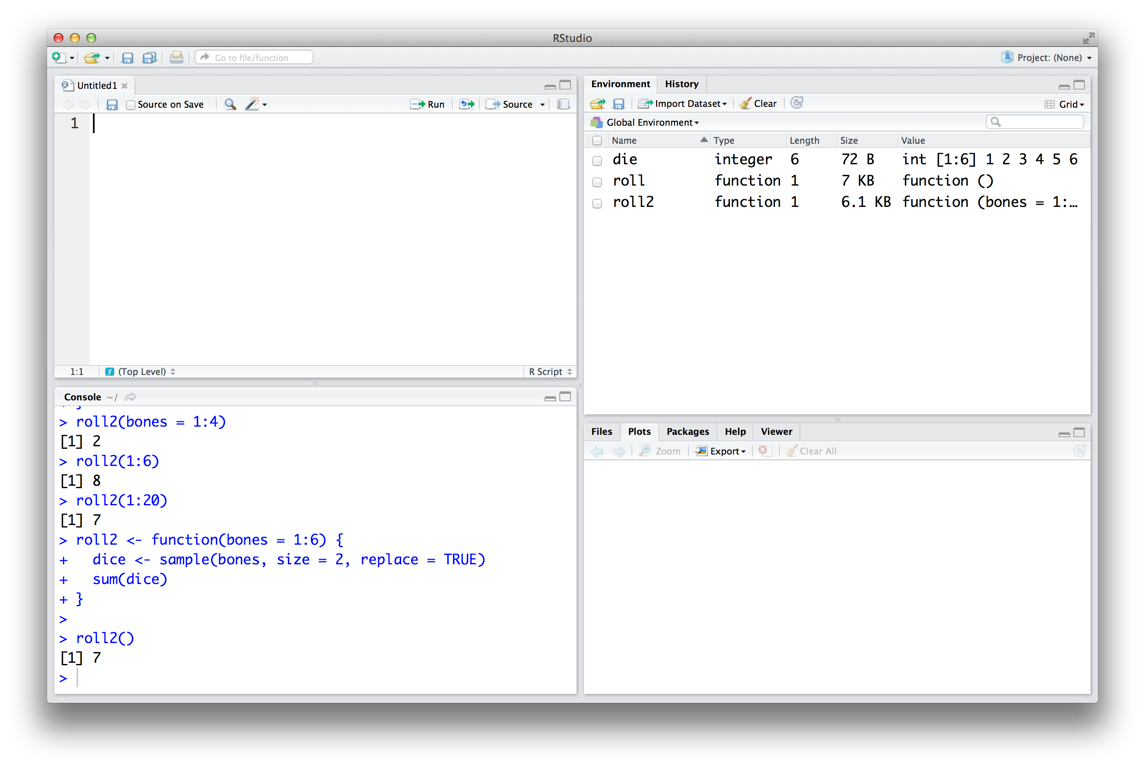 RStudio
Go to file/function
Project: (None)
Untitled1
Source on Save
Run
Source
1
1:1
(Top Level)
R Script
Console ~/
> roll2(bones = 1:4)
[1] 2
> roll2(1:6)
[1] 8
> roll2(1:20)
[1] 7
> roll2 <- function(bones = 1:6) {
+   dice <- sample(bones, size = 2, replace = TRUE)
+   sum(dice)
+ }
>
> roll2()
[1] 7
>
Environment History
Import Dataset Clear Grid
Global Environment
Name Type Length Size Value
die integer 6 72 B int [1:6] 1 2 3 4 5 6
roll function 1 7 KB function ()
roll2 function 1 6.1 KB function (bones = 1:…
Files Plots Packages Help Viewer
Zoom Export Clear All